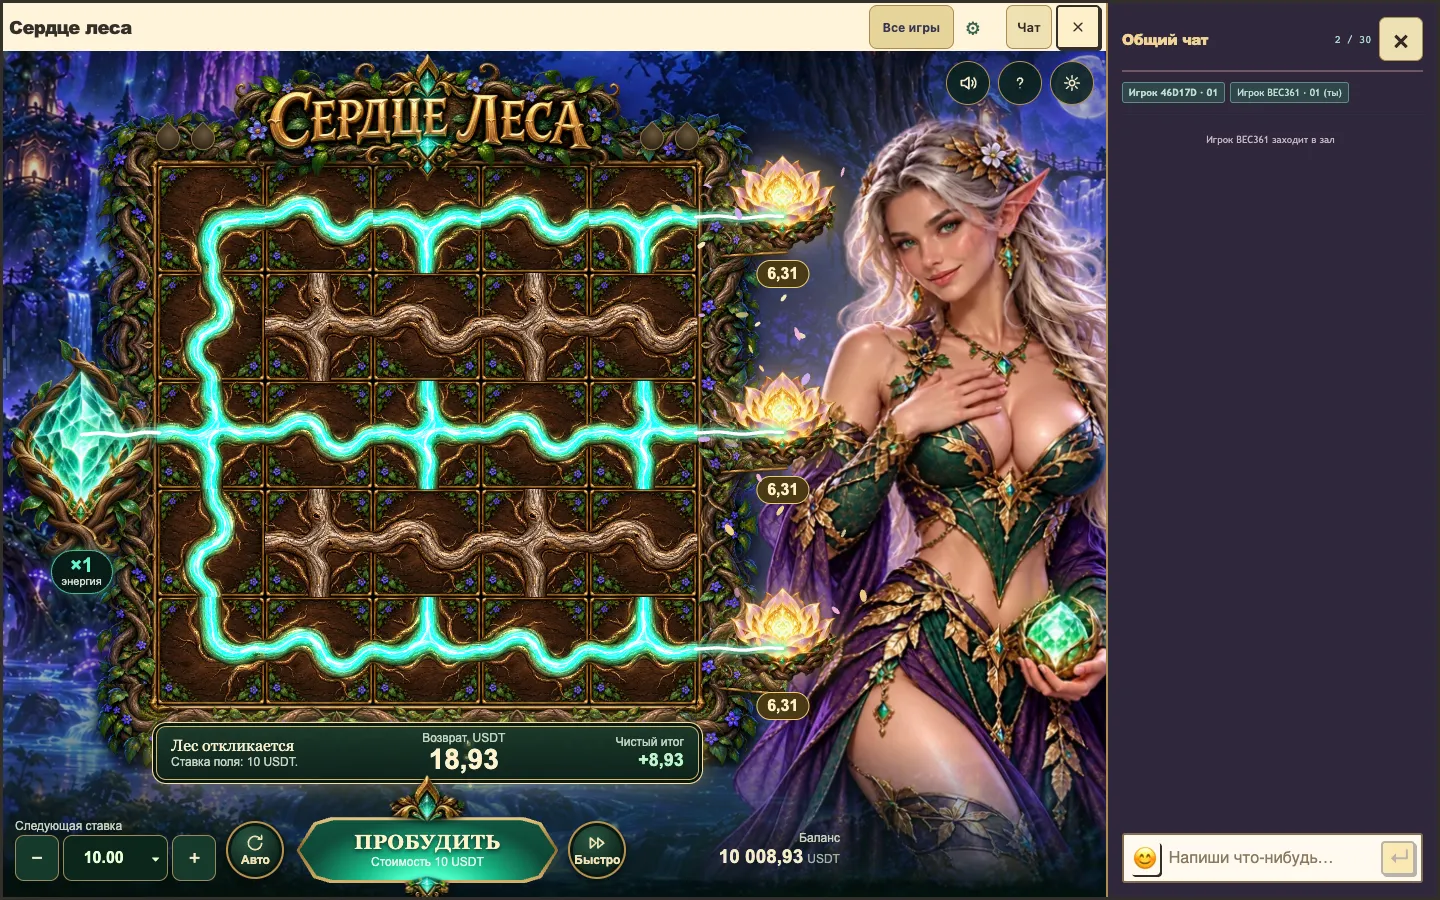 Сердце леса
Все игры
Чат
×
СЕРДЦЕ ЛЕСА
?
6,31
6,31
6,31
×1
энергия
Лес откликается
Ставка поля: 10 USDT.
Возврат, USDT
18,93
Чистый итог
+8,93
Следующая ставка
−
10.00
+
Авто
ПРОБУДИТЬ
Стоимость 10 USDT
Быстро
Баланс
10 008,93 USDT
Общий чат
2 / 30
×
Игрок 46D17D · 01
Игрок BEC361 · 01 (ты)
Игрок BEC361 заходит в зал
Напиши что-нибудь...